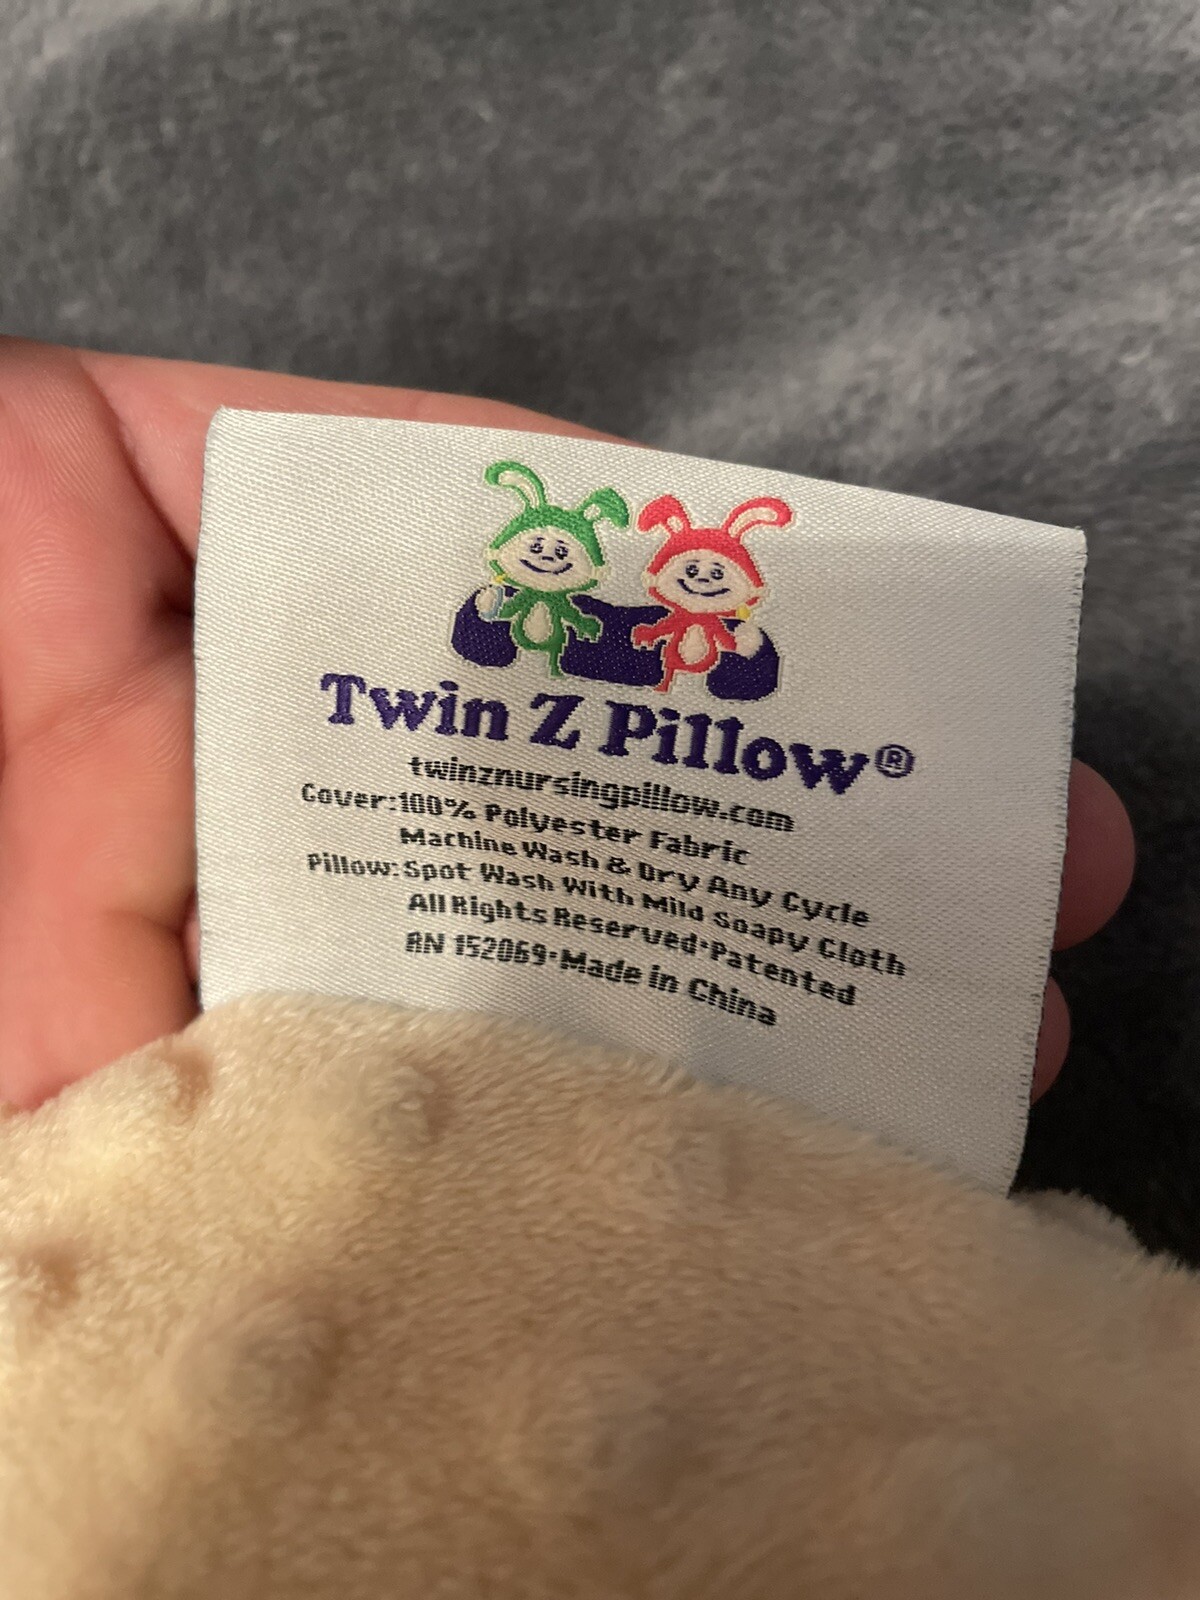 Twin Z Pillow®
twinznursingpillow.com
Cover:100% Polyester Fabric
Machine Wash & Dry Any Cycle
Pillow:Spot Wash With Mild Soapy Cloth
All Rights Reserved·Patented
RN 152069·Made in China